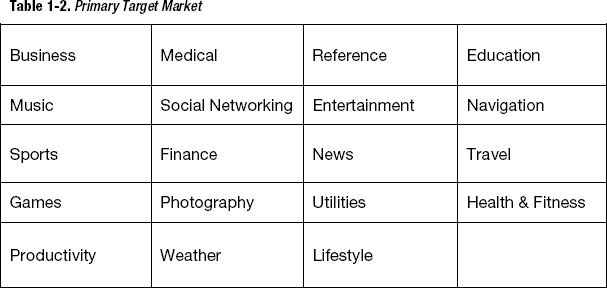 Table 1-2. Primary Target Market
Business Medical Reference Education
Music Social Networking Entertainment Navigation
Sports Finance News Travel
Games Photography Utilities Health & Fitness
Productivity Weather Lifestyle